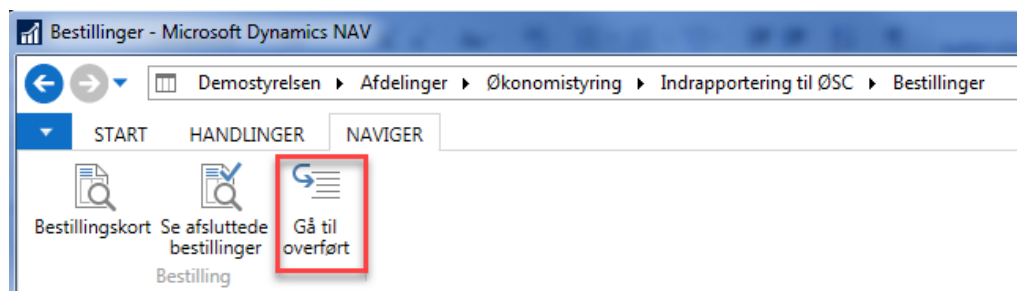 Bestillinger - Microsoft Dynamics NAV
Demostyrelsen Afdelinger Økonomistyring Indrapportering til ØSC Bestillinger
START HANDLINGER NAVIGER
Bestillingskort Se afsluttede Gå til
bestillinger overført
Bestilling